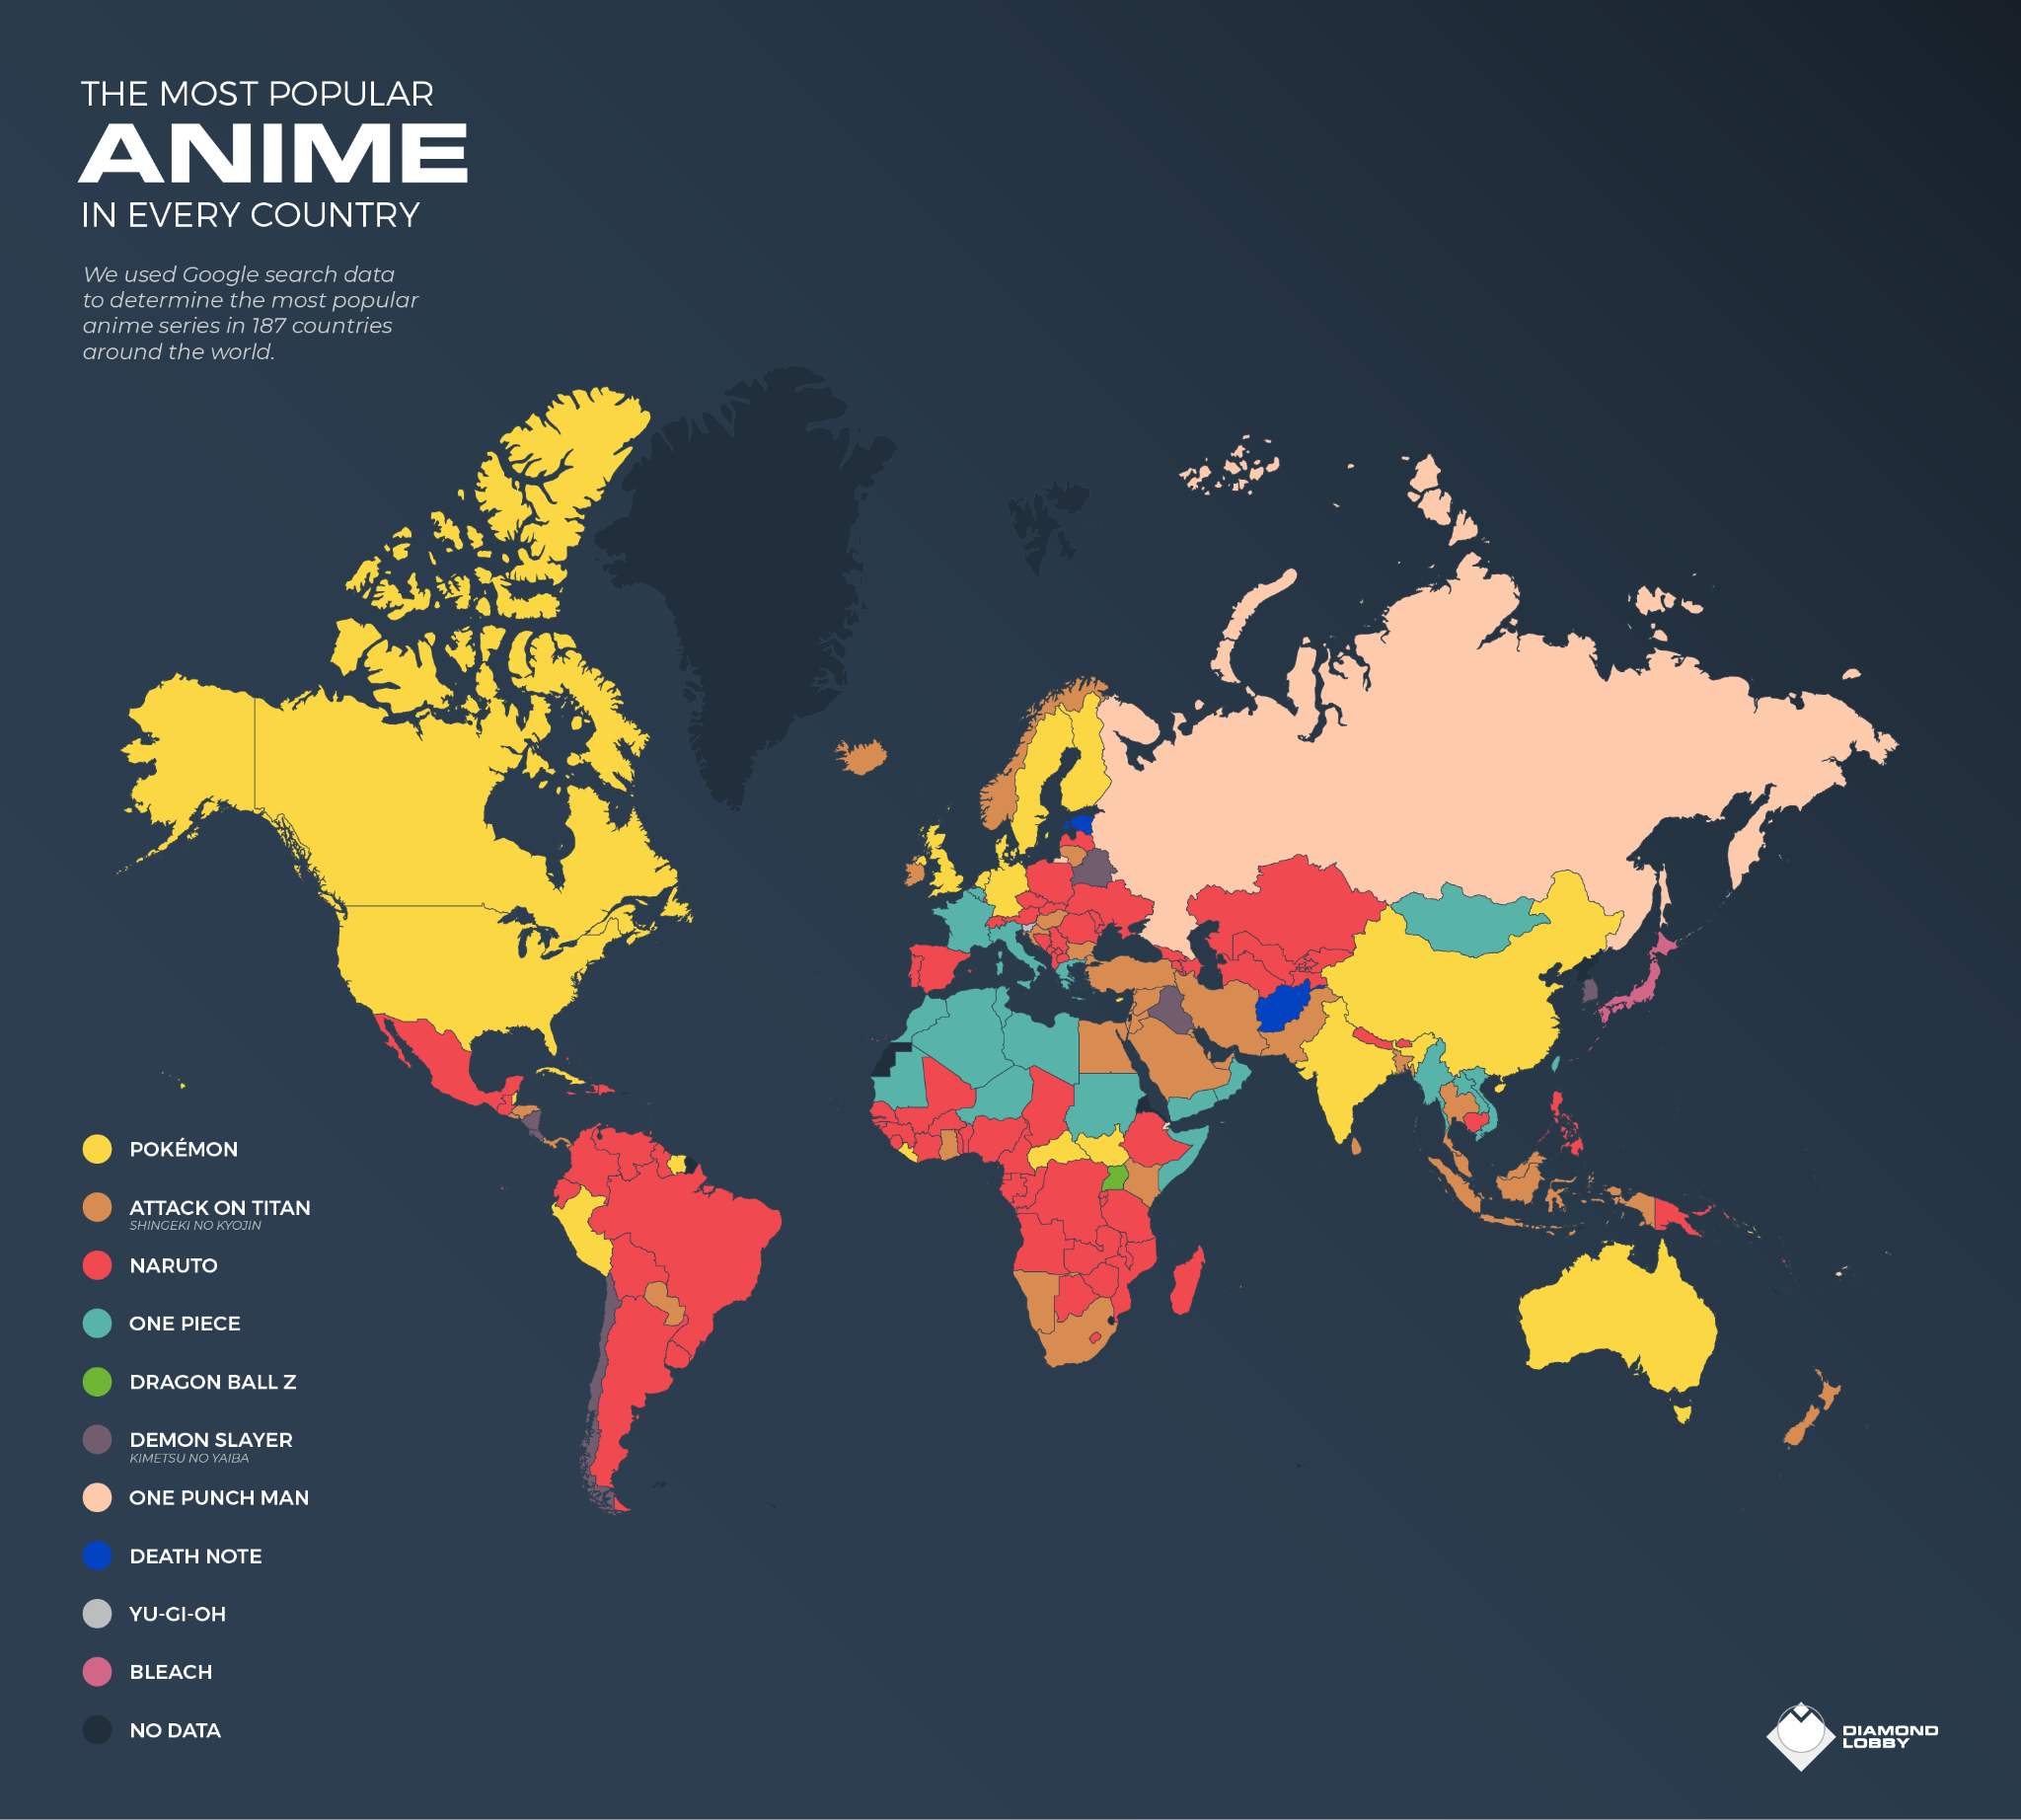 THE MOST POPULAR
ANIME
IN EVERY COUNTRY
We used Google search data
to determine the most popular
anime series in 187 countries
around the world.
POKÉMON
ATTACK ON TITAN
SHINGEKI NO KYOJIN
NARUTO
ONE PIECE
DRAGON BALL Z
DEMON SLAYER
KIMETSU NO YAIBA
ONE PUNCH MAN
DEATH NOTE
YU-GI-OH
BLEACH
NO DATA
DIAMOND
LOBBY